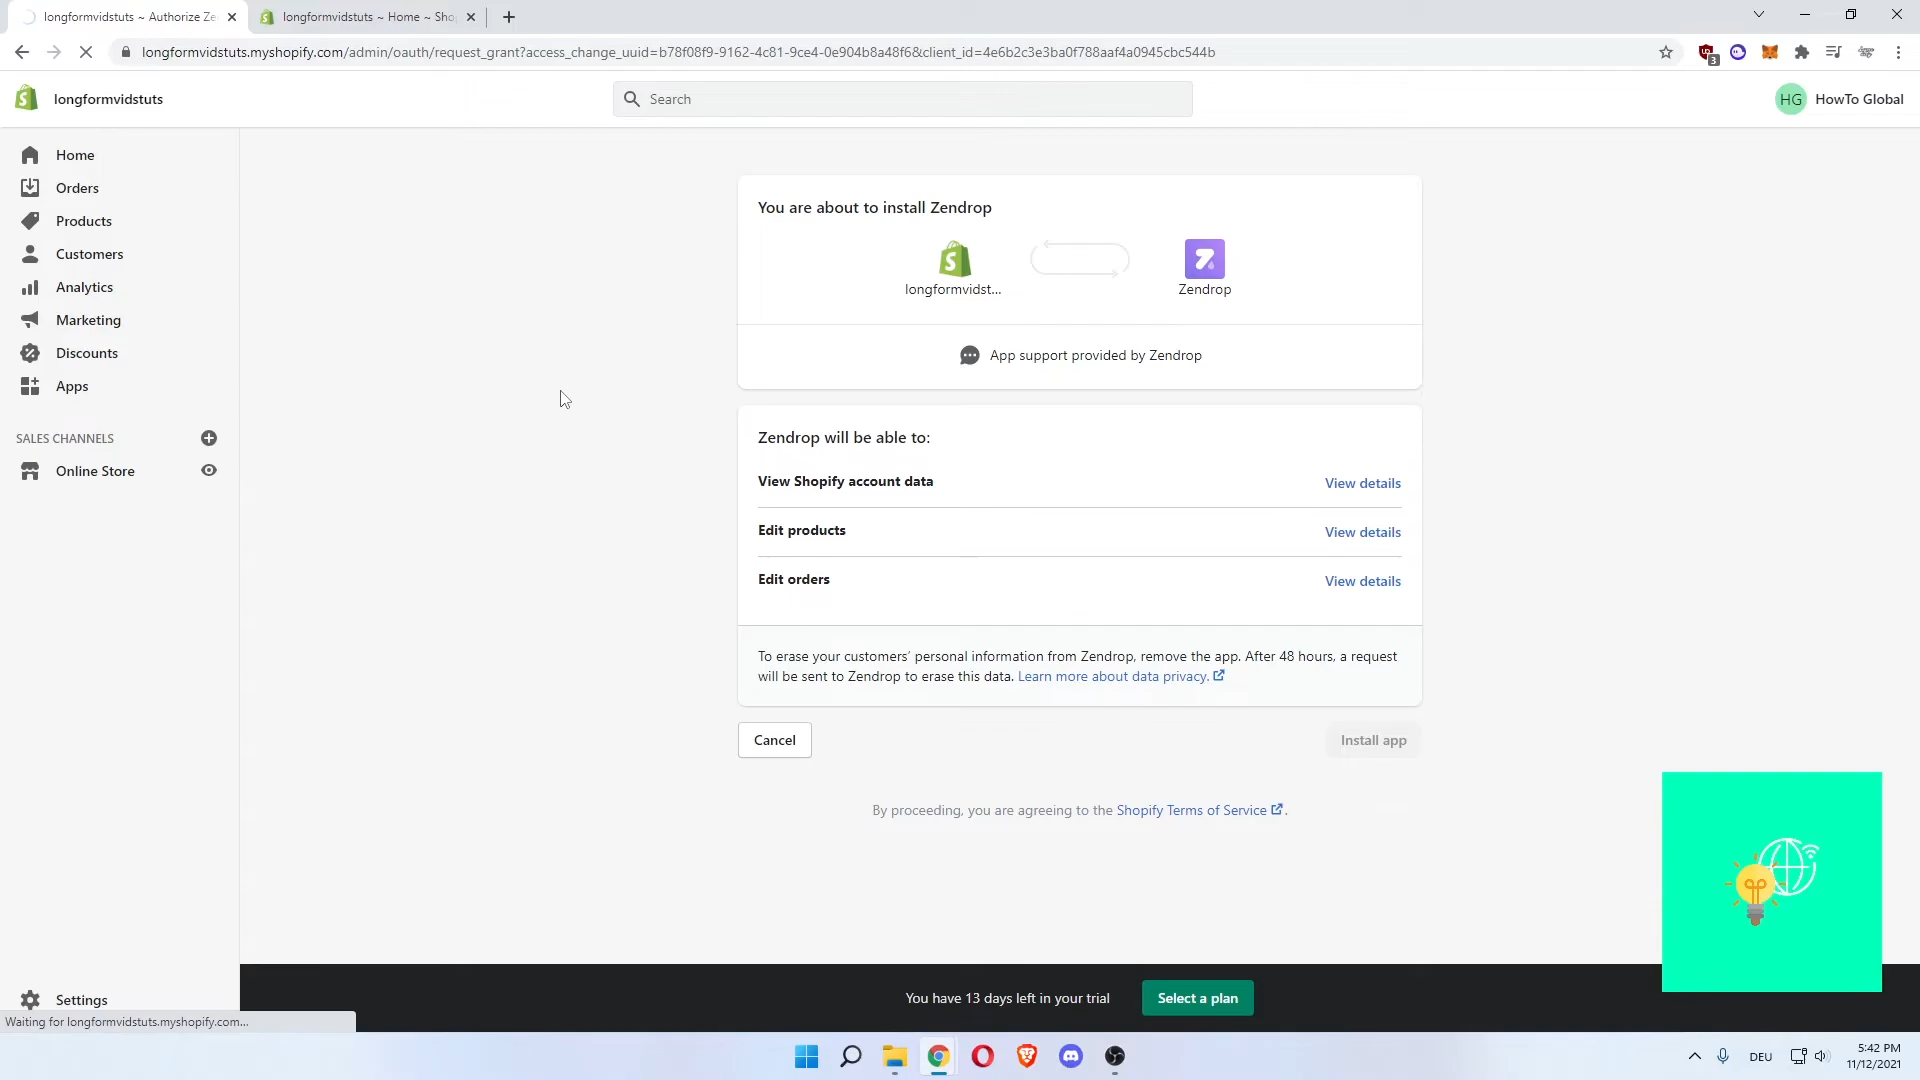 longformvidstuts ~ Authorize Ze
longformvidstuts ~ Home ~ Sho
longformvidstuts.myshopify.com/admin/oauth/request_grant?access_change_uuid=b78f08f9-9162-4c81-9ce4-0e904b8a48f6&client_id=4e6b2c3e3ba0f788aaf4a0945cbc544b
3
longformvidstuts
Search
HG HowTo Global
Home
Orders
Products
Customers
Analytics
Marketing
Discounts
Apps
SALES CHANNELS
Online Store
Settings
Waiting for longformvidstuts.myshopify.com...
You are about to install Zendrop
longformvidst...
Zendrop
App support provided by Zendrop
Zendrop will be able to:
View Shopify account data View details
Edit products View details
Edit orders View details
To erase your customers’ personal information from Zendrop, remove the app. After 48 hours, a request
will be sent to Zendrop to erase this data. Learn more about data privacy.
Cancel
Install app
By proceeding, you are agreeing to the Shopify Terms of Service .
You have 13 days left in your trial
Select a plan
DEU
5:42 PM
11/12/2021